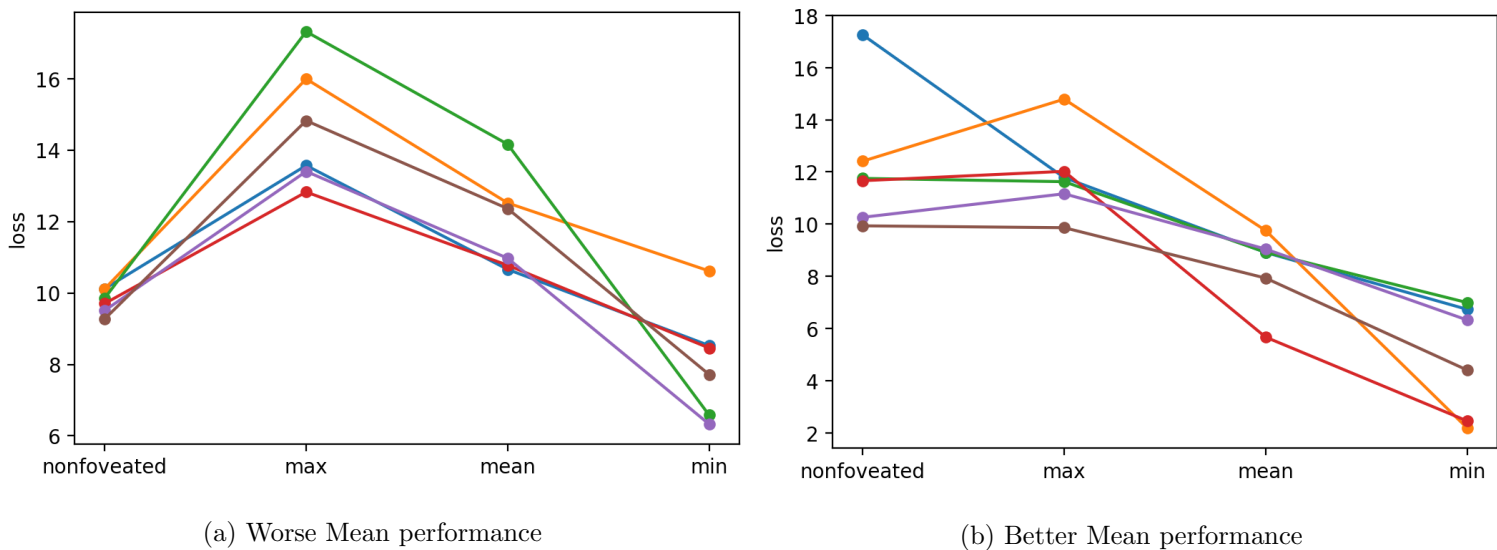 16
14
12
10
8
6
loss
nonfoveated max mean min
(a) Worse Mean performance
18
16
14
12
10
8
6
4
2
loss
nonfoveated max mean min
(b) Better Mean performance